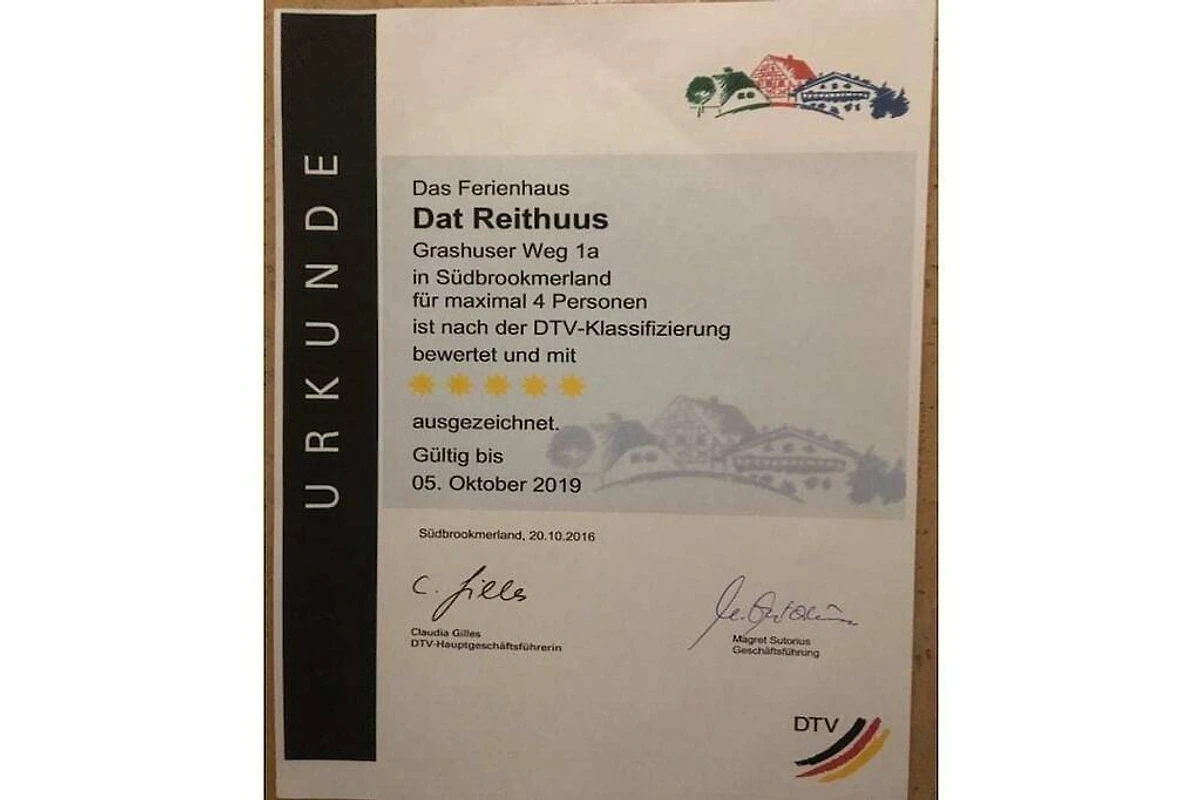 URKUNDE
Das Ferienhaus
Dat Reithuus
Grashuser Weg 1a
in Südbrookmerland
für maximal 4 Personen
ist nach der DTV-Klassifizierung
bewertet und mit
ausgezeichnet.
Gültig bis
05. Oktober 2019
Südbrookmerland, 20.10.2016
C. Gilles
Claudia Gilles
DTV-Hauptgeschäftsführerin
M. Sutorius
Magret Sutorius
Geschäftsführung
DTV